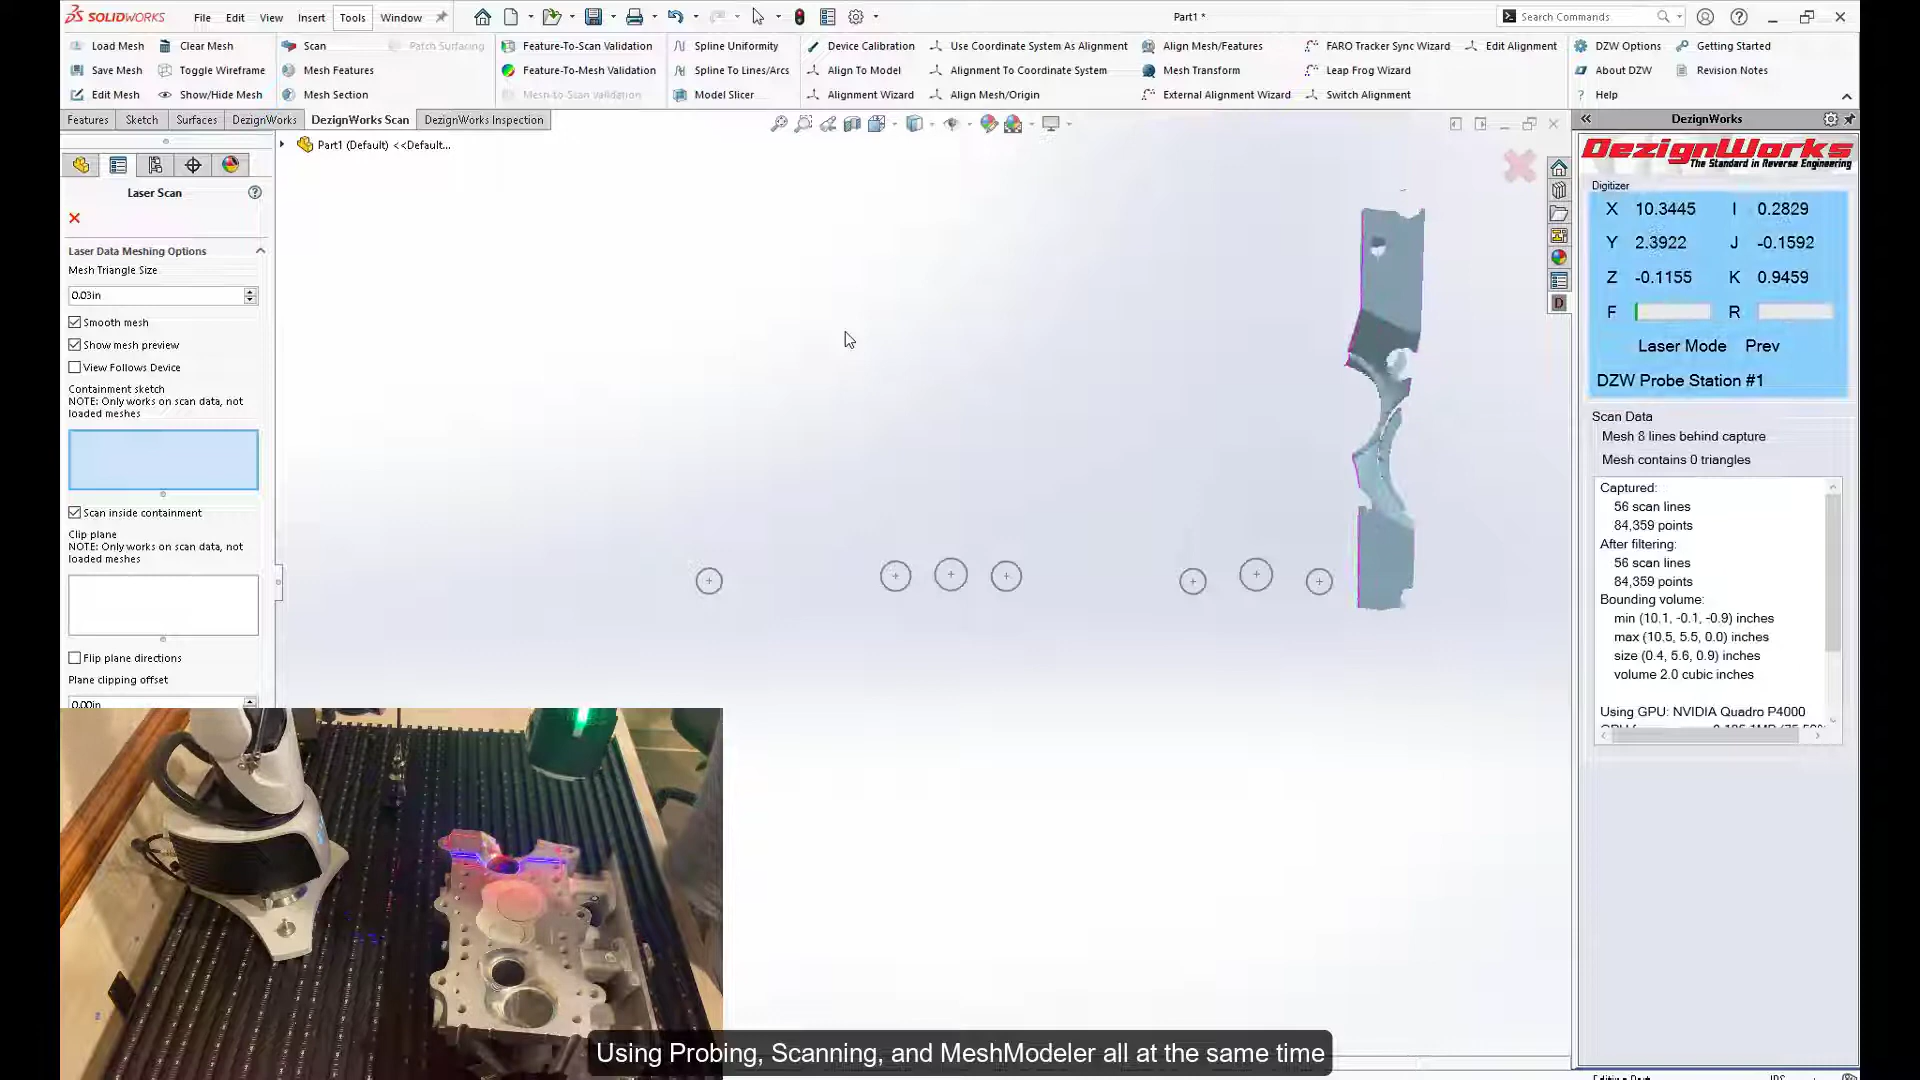 SOLIDWORKS File Edit View Insert Tools Window Part1 * Search Commands
Load Mesh Clear Mesh Scan Patch Surfacing Feature-To-Scan Validation Spline Uniformity Device Calibration Use Coordinate System As Alignment Align Mesh/Features FARO Tracker Sync Wizard Edit Alignment DZW Options Getting Started
Save Mesh Toggle Wireframe Mesh Features Feature-To-Mesh Validation Spline To Lines/Arcs Align To Model Alignment To Coordinate System Mesh Transform Leap Frog Wizard About DZW Revision Notes
Edit Mesh Show/Hide Mesh Mesh Section Mesh-to-Scan Validation Model Slicer Alignment Wizard Align Mesh/Origin External Alignment Wizard Switch Alignment Help
Features Sketch Surfaces DezignWorks DezignWorks Scan DezignWorks Inspection
DezignWorks
Part1 (Default) <<Default...
DezignWorks
The Standard in Reverse Engineering
Laser Scan
Laser Data Meshing Options
Mesh Triangle Size
0.03in
Smooth mesh
Show mesh preview
View Follows Device
Containment sketch
NOTE: Only works on scan data, not
loaded meshes
Scan inside containment
Clip plane
NOTE: Only works on scan data, not
loaded meshes
Flip plane directions
Plane clipping offset
0.00in
Digitizer
X 10.3445 I 0.2829
Y 2.3922 J -0.1592
Z -0.1155 K 0.9459
F R
Laser Mode Prev
DZW Probe Station #1
Scan Data
Mesh 8 lines behind capture
Mesh contains 0 triangles
Captured:
56 scan lines
84,359 points
After filtering:
56 scan lines
84,359 points
Bounding volume:
min (10.1, -0.1, -0.9) inches
max (10.5, 5.5, 0.0) inches
size (0.4, 5.6, 0.9) inches
volume 2.0 cubic inches
Using GPU: NVIDIA Quadro P4000
D
Using Probing, Scanning, and MeshModeler all at the same time